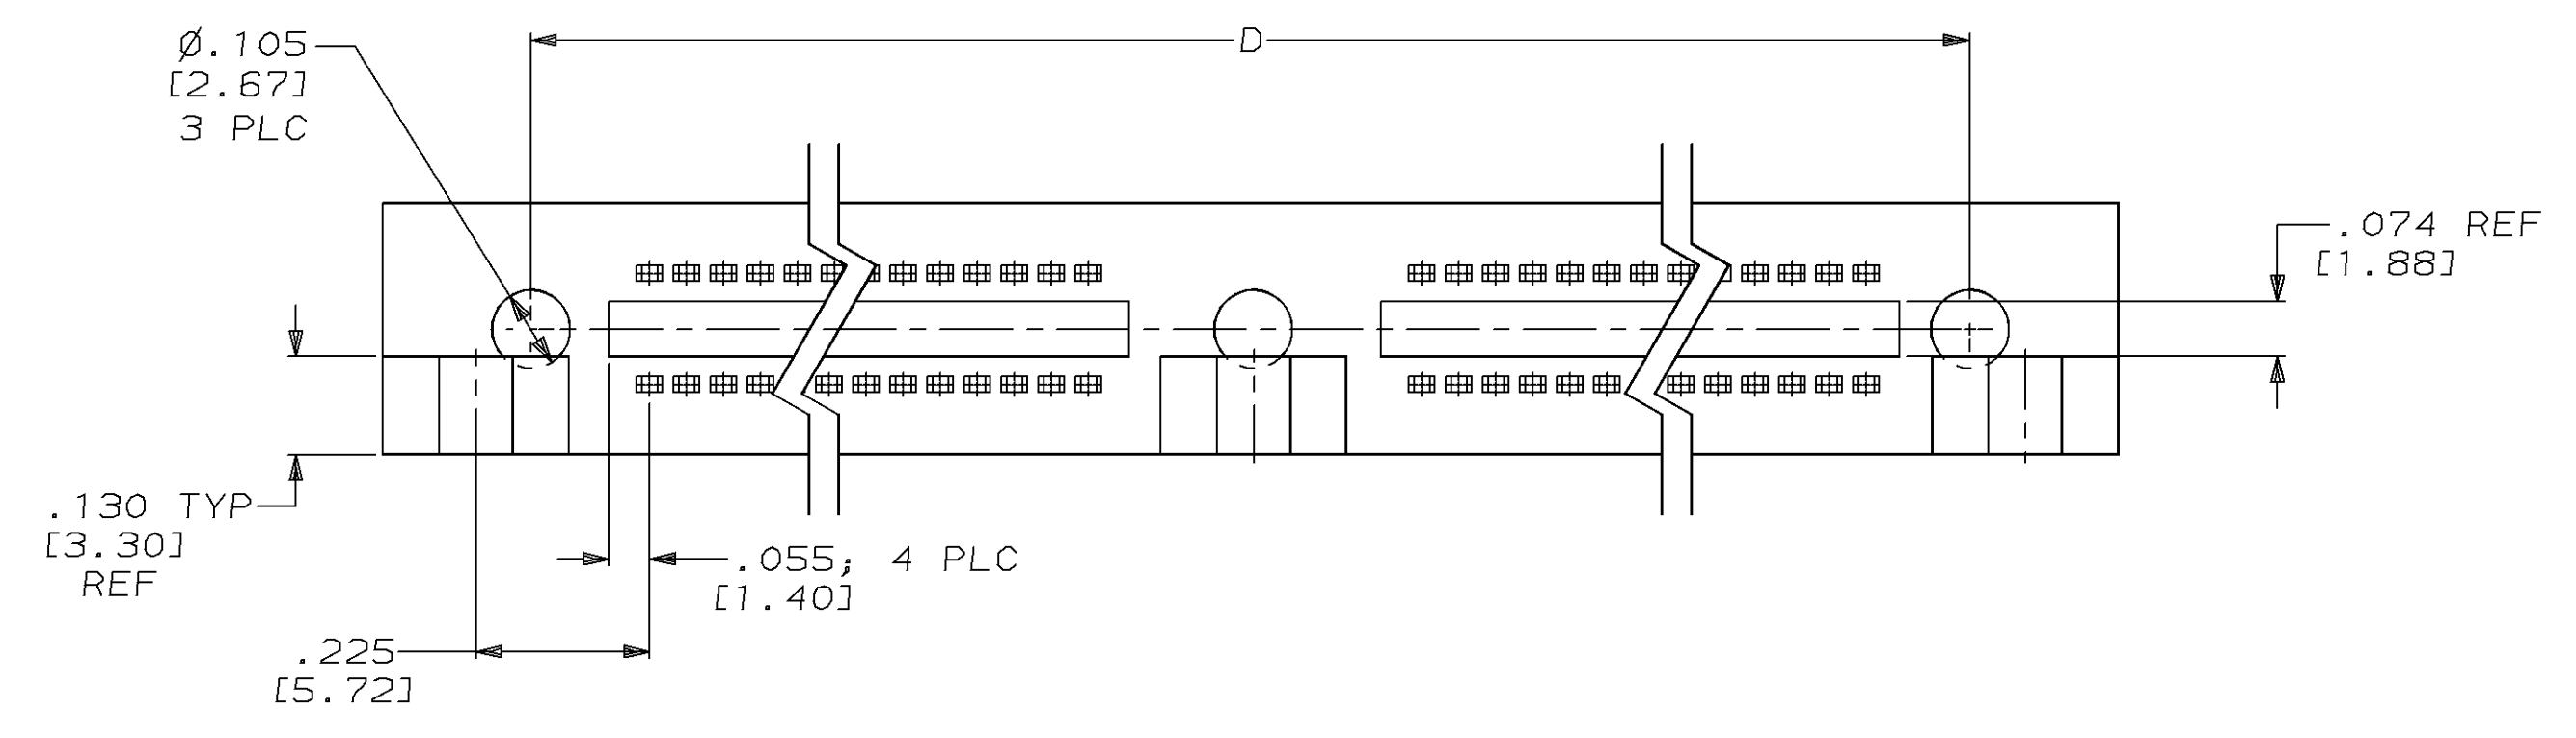 Ø.105
[2.67]
3 PLC
D
.074 REF
[1.88]
.130 TYP
[3.30]
REF
.055; 4 PLC
[1.40]
.225
[5.72]